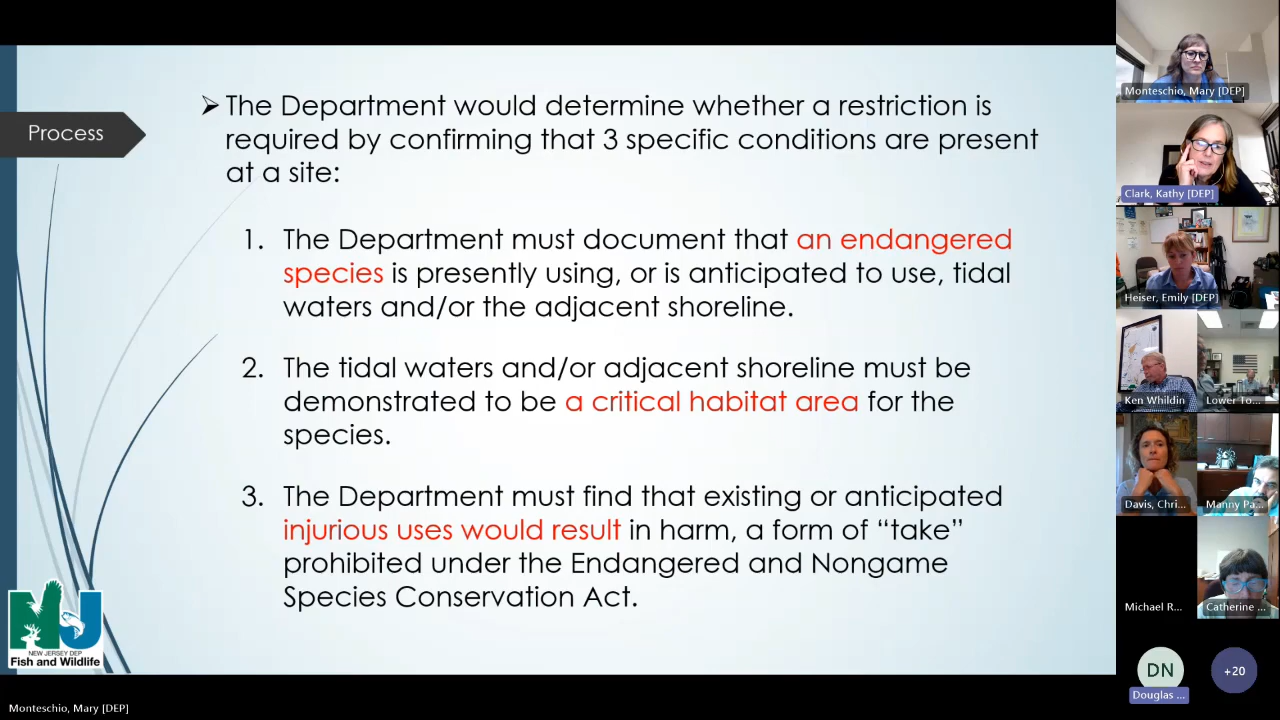 Process
➢ The Department would determine whether a restriction is
required by confirming that 3 specific conditions are present
at a site:
1. The Department must document that an endangered
species is presently using, or is anticipated to use, tidal
waters and/or the adjacent shoreline.
2. The tidal waters and/or adjacent shoreline must be
demonstrated to be a critical habitat area for the
species.
3. The Department must find that existing or anticipated
injurious uses would result in harm, a form of “take”
prohibited under the Endangered and Nongame
Species Conservation Act.
NJ
NEW JERSEY DEP
Fish and Wildlife
Monteschio, Mary [DEP]
Monteschio, Mary [DEP]
Clark, Kathy [DEP]
Heiser, Emily [DEP]
Ken Whildin
Lower To...
Davis, Chri...
Manny Pa...
Michael R...
Catherine ...
DN
Douglas ...
+20